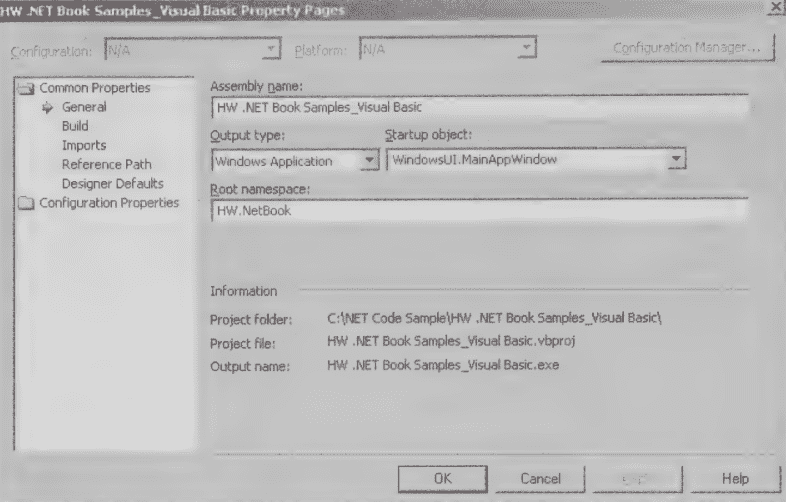 HW .NET Book Samples_Visual Basic Property Pages
Configuration: N/A Platform: N/A Configuration Manager...
Common Properties
General
Build
Imports
Reference Path
Designer Defaults
Configuration Properties
Assembly name:
HW .NET Book Samples_Visual Basic
Output type: Startup object:
Windows Application WindowsUI.MainAppWindow
Root namespace:
HW.NetBook
Information
Project folder: C:\NET Code Sample\HW .NET Book Samples_Visual Basic\
Project file: HW .NET Book Samples_Visual Basic.vbproj
Output name: HW .NET Book Samples_Visual Basic.exe
OK Cancel Help